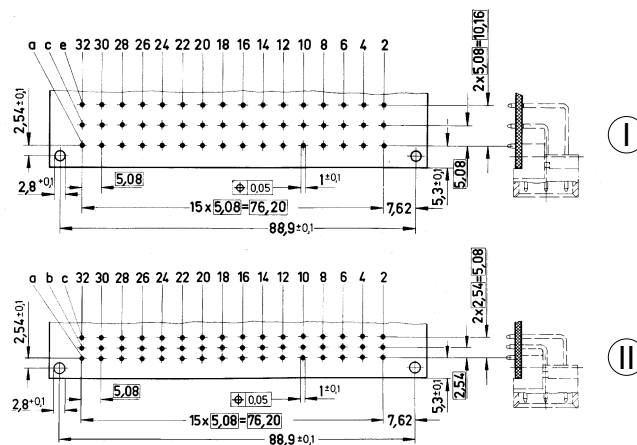 a c e 32 30 28 26 24 22 20 18 16 14 12 10 8 6 4 2
2x5,08=10,16
2,54±0,1
I
2,8+0,1
5,08
⌖ 0,05
1±0,1
5,3±0,1
5,08
15x5,08=76,20
7,62
88,9±0,1
a b c 32 30 28 26 24 22 20 18 16 14 12 10 8 6 4 2
2x2,54=5,08
2,54±0,1
II
2,8+0,1
5,08
⌖ 0,05
1±0,1
5,3±0,1
2,54
15x5,08=76,20
7,62
88,9±0,1